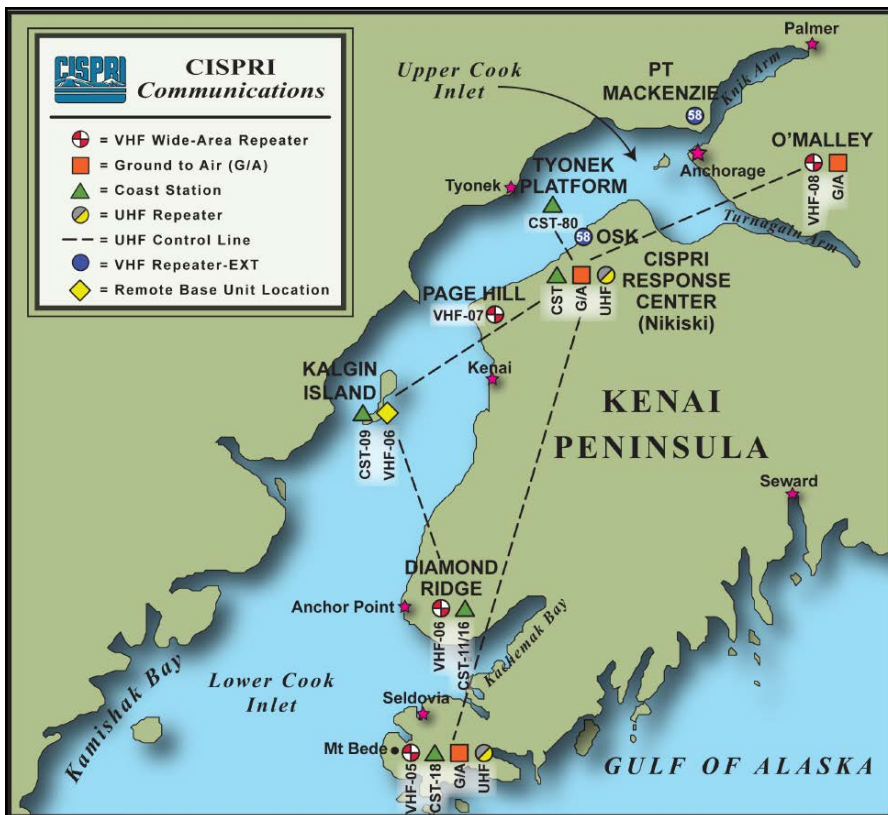 CISPRI
CISPRI
Communications
= VHF Wide-Area Repeater
= Ground to Air (G/A)
= Coast Station
= UHF Repeater
= UHF Control Line
= VHF Repeater-EXT
= Remote Base Unit Location
Palmer
Upper Cook
Inlet
PT
MACKENZIE
58
Knik Arm
O'MALLEY
VHF-08
G/A
Anchorage
Turnagain Arm
Tyonek
TYONEK
PLATFORM
CST-80
58 OSK
CISPRI
RESPONSE
CENTER
(Nikiski)
CST
G/A
UHF
PAGE HILL
VHF-07
Kenai
KALGIN
ISLAND
CST-09
VHF-06
KENAI
PENINSULA
Seward
DIAMOND
RIDGE
Anchor Point
VHF-06
CST-11/16
Kachemak Bay
Lower Cook
Inlet
Kamishak Bay
Seldovia
Mt Bede
VHF-05
CST-18
G/A
UHF
GULF OF ALASKA